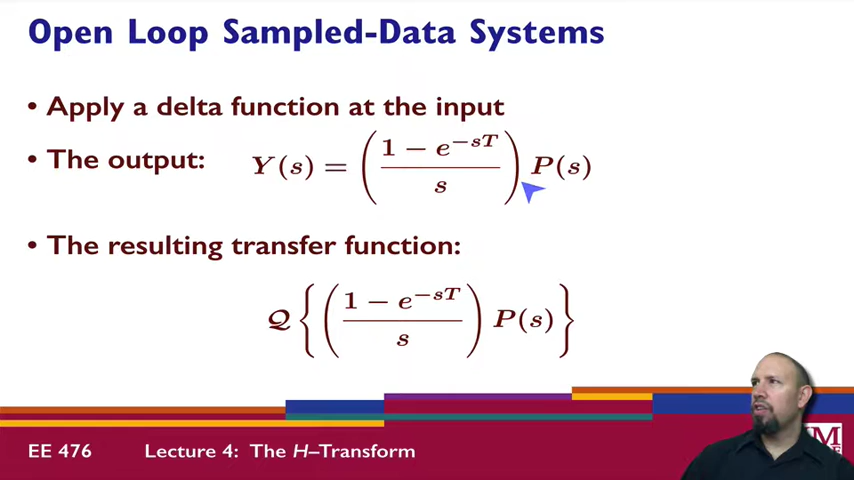 Open Loop Sampled-Data Systems
• Apply a delta function at the input
• The output: Y(s) = ( (1 − e^{−sT}) / s ) P(s)
• The resulting transfer function:
𝒬 { ( (1 − e^{−sT}) / s ) P(s) }
EE 476 Lecture 4: The H–Transform